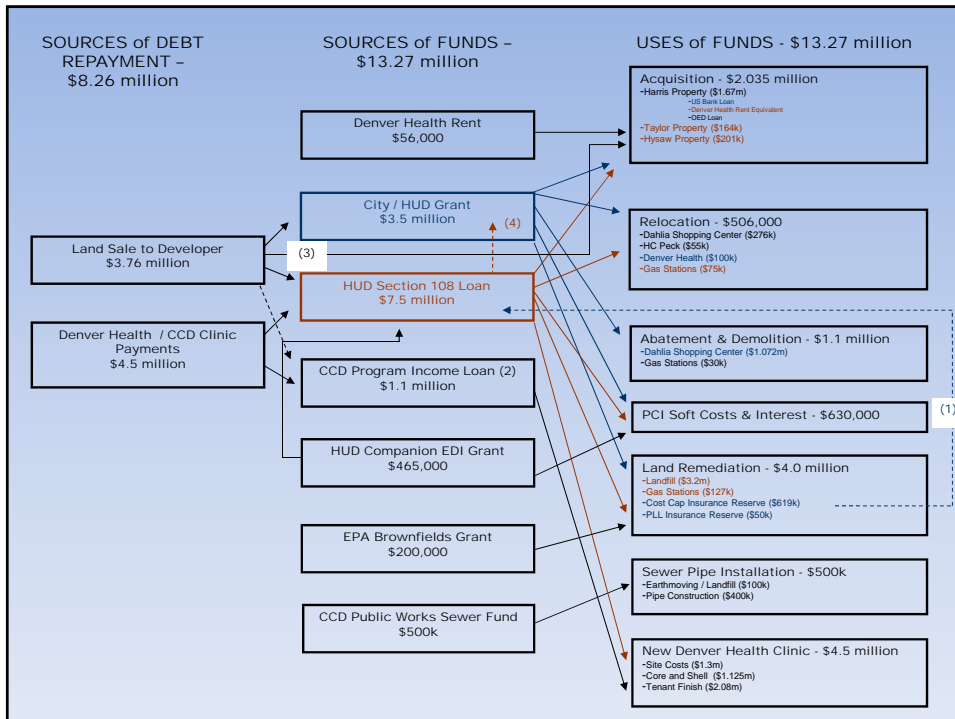 SOURCES of DEBT
REPAYMENT –
$8.26 million
Land Sale to Developer
$3.76 million
Denver Health / CCD Clinic
Payments
$4.5 million
SOURCES of FUNDS –
$13.27 million
Denver Health Rent
$56,000
City / HUD Grant
$3.5 million
(4)
(3)
HUD Section 108 Loan
$7.5 million
CCD Program Income Loan (2)
$1.1 million
HUD Companion EDI Grant
$465,000
EPA Brownfields Grant
$200,000
CCD Public Works Sewer Fund
$500k
USES of FUNDS - $13.27 million
Acquisition - $2.035 million
-Harris Property ($1.67m)
-US Bank Loan
-Denver Health Rent Equivalent
-OED Loan
-Taylor Property ($164k)
-Hysaw Property ($201k)
Relocation - $506,000
-Dahlia Shopping Center ($276k)
-HC Peck ($55k)
-Denver Health ($100k)
-Gas Stations ($75k)
Abatement & Demolition - $1.1 million
-Dahlia Shopping Center ($1.072m)
-Gas Stations ($30k)
PCI Soft Costs & Interest - $630,000
(1)
Land Remediation - $4.0 million
-Landfill ($3.2m)
-Gas Stations ($127k)
-Cost Cap Insurance Reserve ($619k)
-PLL Insurance Reserve ($50k)
Sewer Pipe Installation - $500k
-Earthmoving / Landfill ($100k)
-Pipe Construction ($400k)
New Denver Health Clinic - $4.5 million
-Site Costs ($1.3m)
-Core and Shell ($1.125m)
-Tenant Finish ($2.08m)